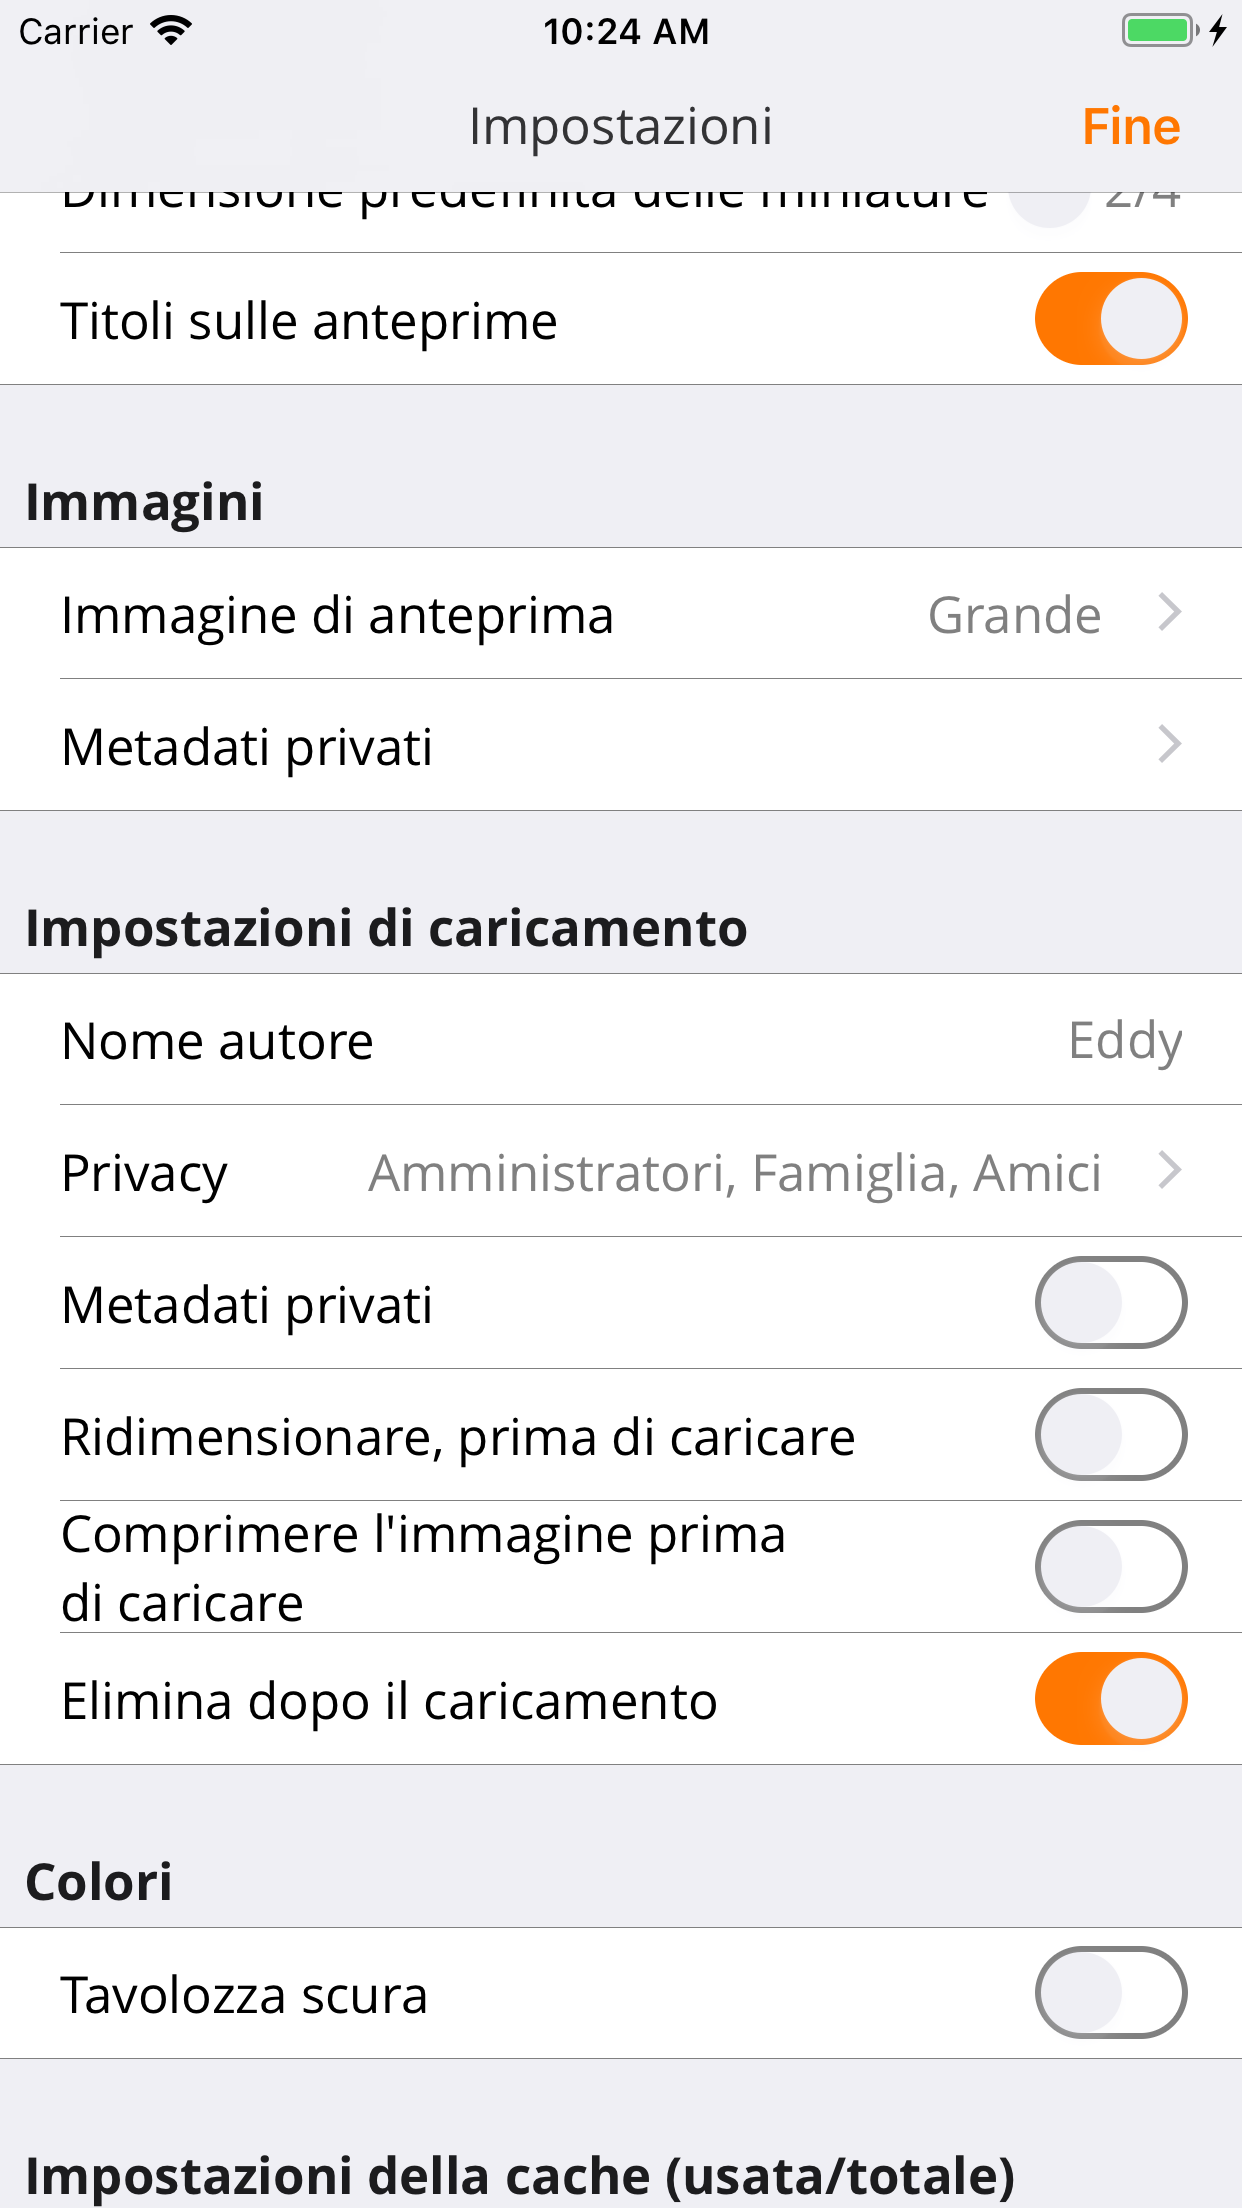 Carrier 10:24 AM
Impostazioni Fine
Dimensione predefinita delle miniature 2/4
Titoli sulle anteprime
Immagini
Immagine di anteprima Grande
Metadati privati
Impostazioni di caricamento
Nome autore Eddy
Privacy Amministratori, Famiglia, Amici
Metadati privati
Ridimensionare, prima di caricare
Comprimere l'immagine prima
di caricare
Elimina dopo il caricamento
Colori
Tavolozza scura
Impostazioni della cache (usata/totale)